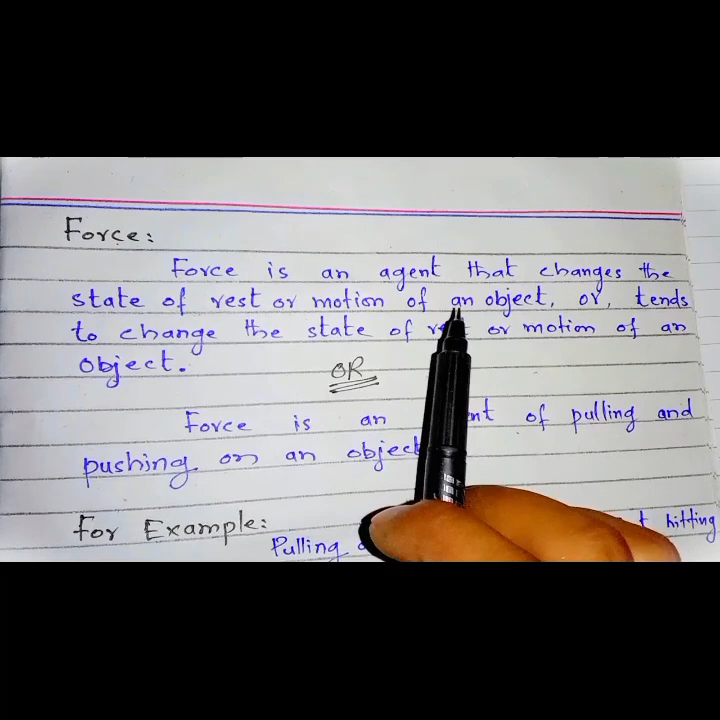 Force:
Force is an agent that changes the
state of rest or motion of an object, or, tends
to change the state of or motion of an
object.
OR
Force is an of pulling and
pushing on an object
For Example:
Pulling hitting